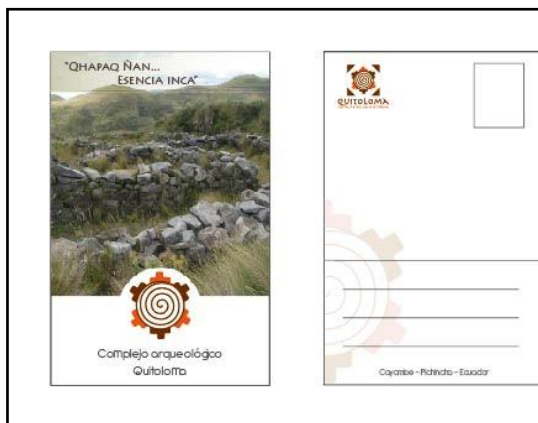 "QHAPAQ ÑAN...
ESENCIA INCA"
Complejo arqueológico
Quitoloma
QUITOLOMA
Cayambe - Pichincha - Ecuador